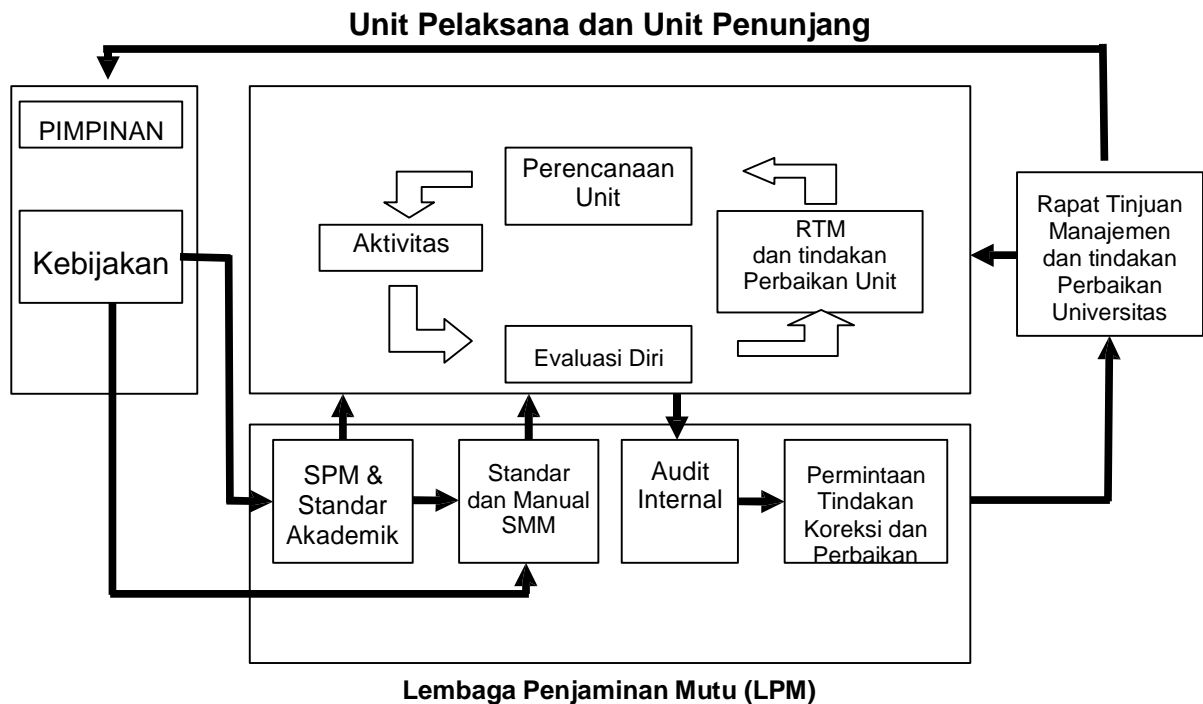 Unit Pelaksana dan Unit Penunjang
PIMPINAN
Kebijakan
Perencanaan
Unit
Aktivitas
RTM
dan tindakan
Perbaikan Unit
Evaluasi Diri
Rapat Tinjuan
Manajemen
dan tindakan
Perbaikan
Universitas
SPM &
Standar
Akademik
Standar
dan Manual
SMM
Audit
Internal
Permintaan
Tindakan
Koreksi dan
Perbaikan
Lembaga Penjaminan Mutu (LPM)